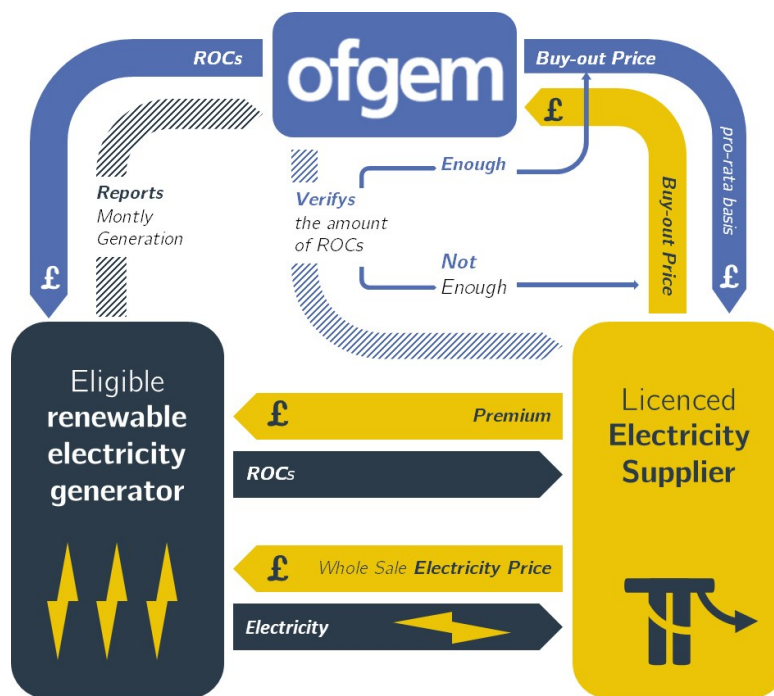 ROCs
ofgem
Buy-out Price
£
Reports
Montly
Generation
Verifys
the amount
of ROCs
Enough
Not
Enough
Buy-out Price
pro-rata basis
£
£
Eligible
renewable
electricity
generator
£ Premium
ROCs
£ Whole Sale Electricity Price
Electricity
Licenced
Electricity
Supplier